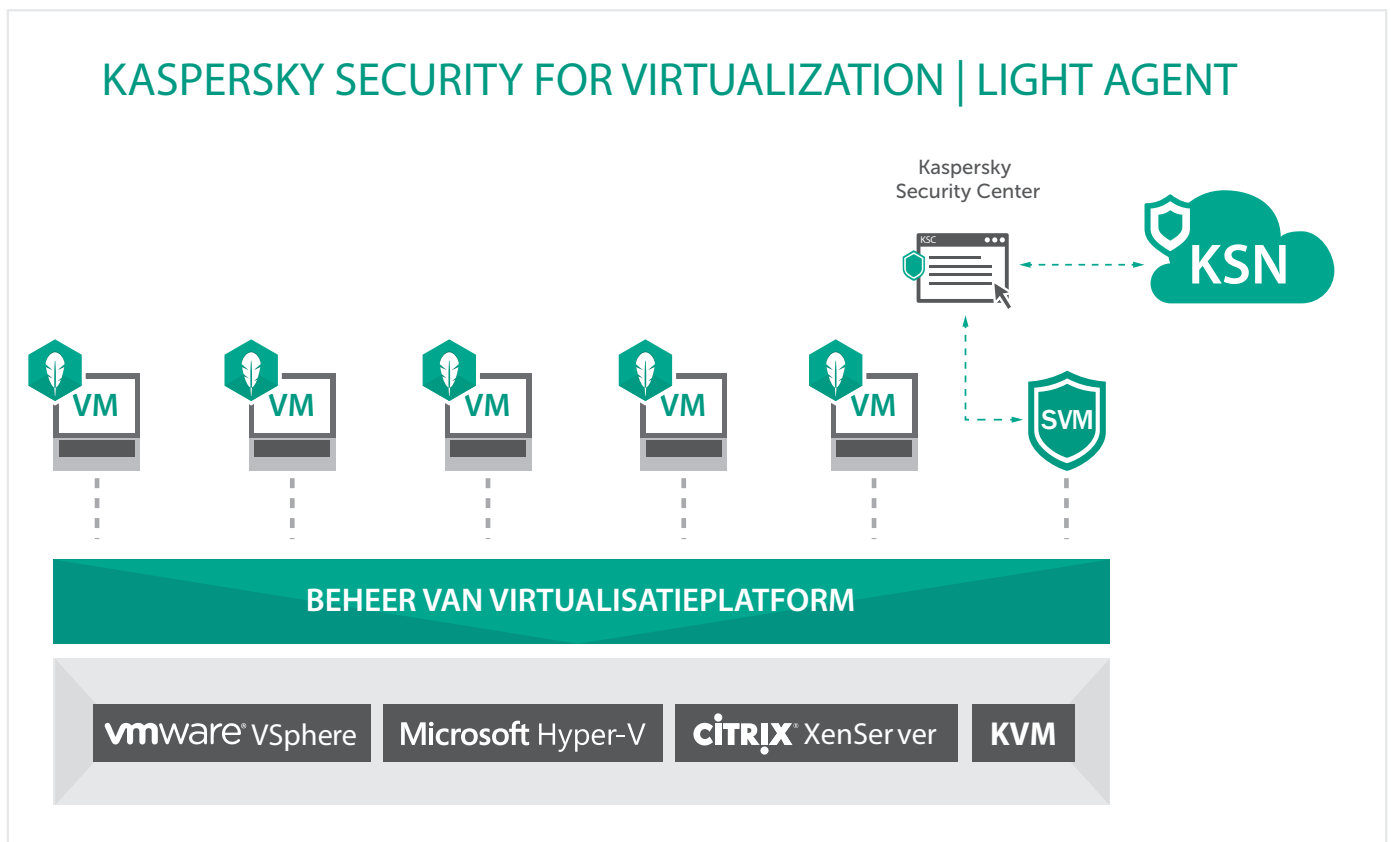 KASPERSKY SECURITY FOR VIRTUALIZATION | LIGHT AGENT
Kaspersky
Security Center
KSC
KSN
VM
VM
VM
VM
VM
SVM
BEHEER VAN VIRTUALISATIEPLATFORM
vmware® VSphere
Microsoft Hyper-V
CITRIX® XenServer
KVM